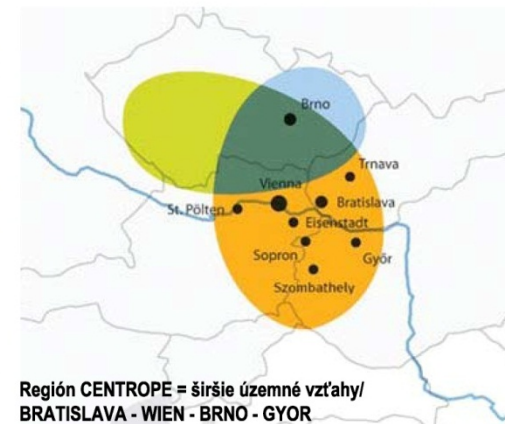 Brno
Trnava
Vienna
St. Pölten
Bratislava
Eisenstadt
Sopron
Győr
Szombathely
Región CENTROPE = širšie územné vzťahy/
BRATISLAVA - WIEN - BRNO - GYOR